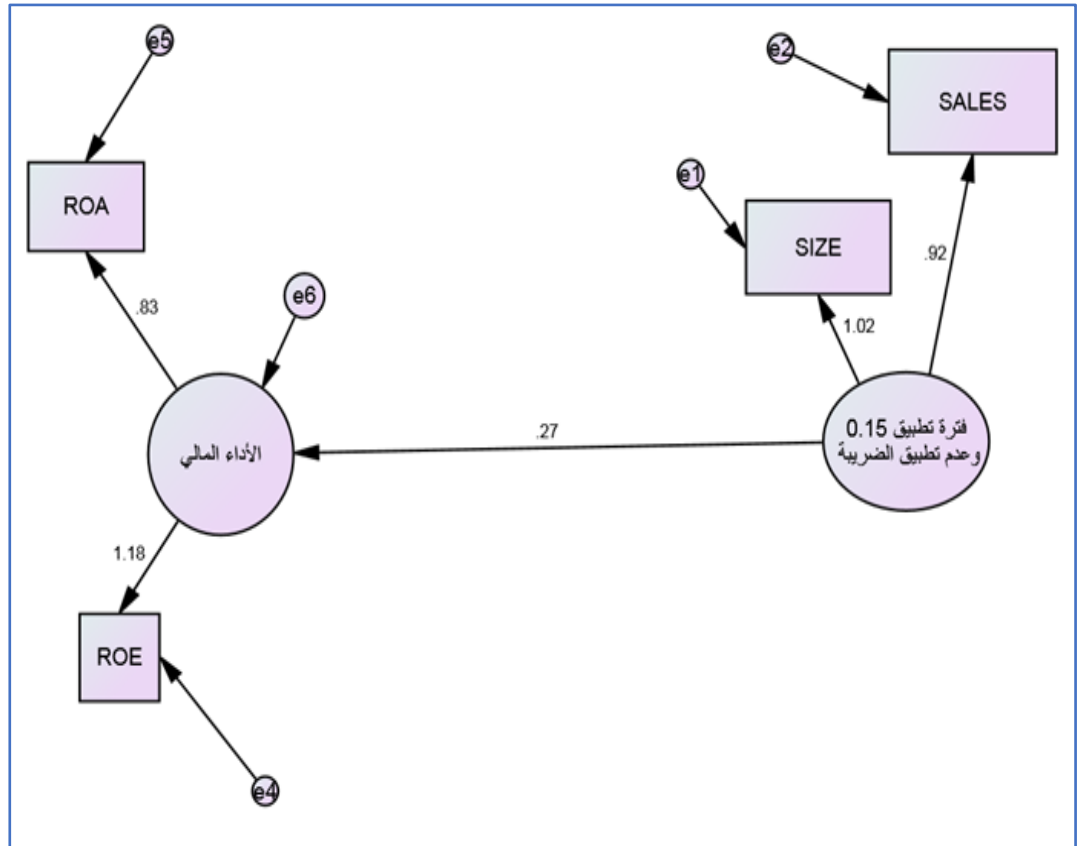 e5
e2
SALES
ROA
e1
SIZE
.92
e6
.83
1.02
.27
فترة تطبيق 0.15
وعدم تطبيق الضريبة
الأداء المالي
1.18
ROE
e4